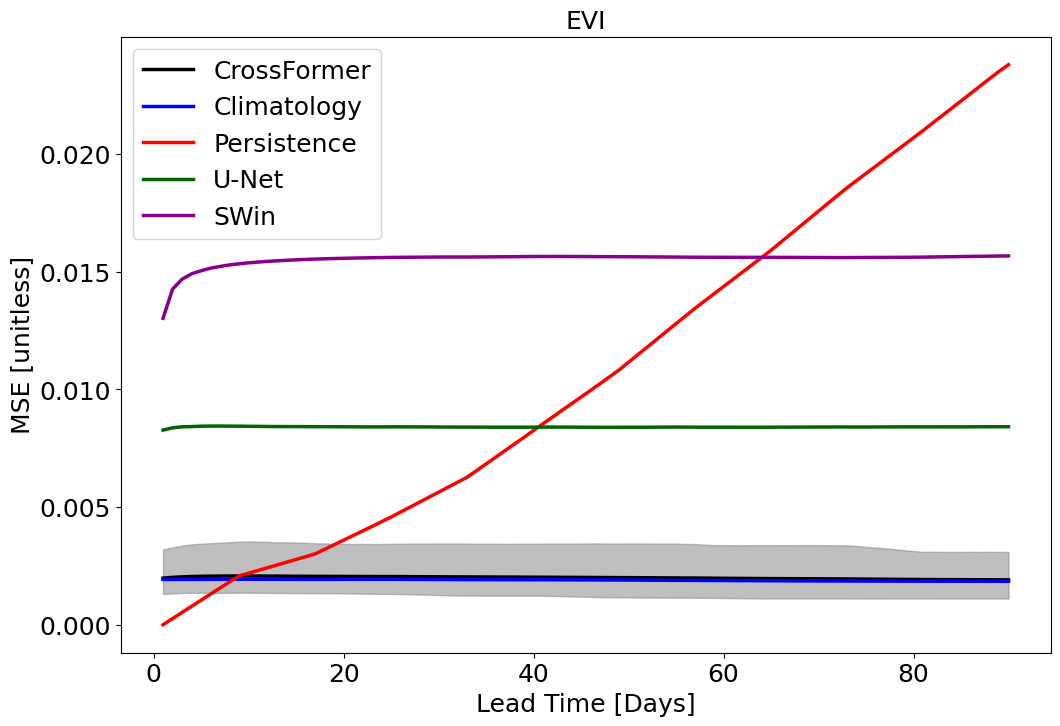 EVI
CrossFormer
Climatology
Persistence
U-Net
SWin
MSE [unitless]
0.020
0.015
0.010
0.005
0.000
0 20 40 60 80
Lead Time [Days]